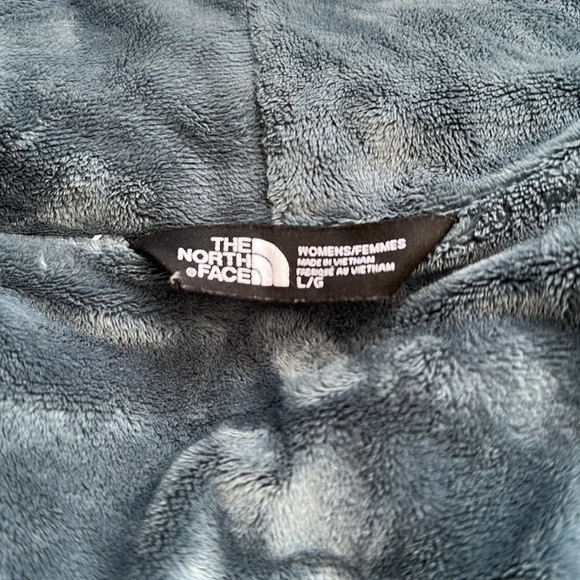 THE
NORTH
FACE
WOMENS/FEMMES
MADE IN VIETNAM
FABRIQUÉ AU VIETNAM
L/G